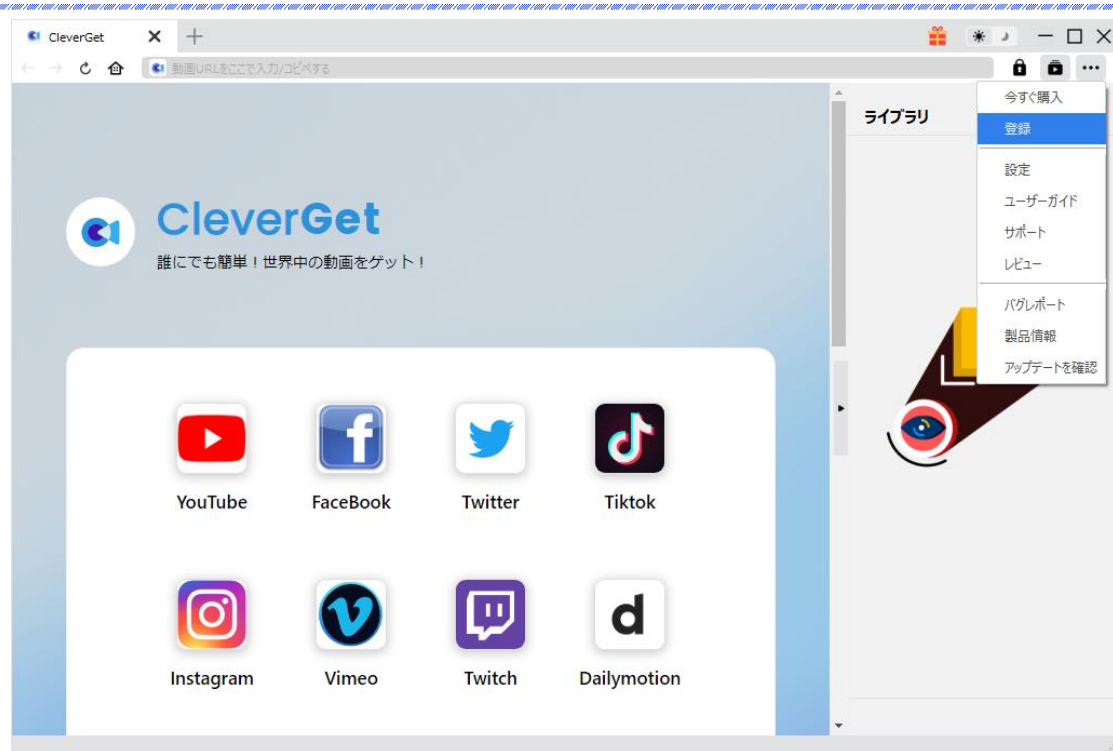 CleverGet
動画URLをここで入力/コピペする
今すぐ購入
登録
設定
ユーザーガイド
サポート
レビュー
バグレポート
製品情報
アップデートを確認
ライブラリ
CleverGet
誰にでも簡単！世界中の動画をゲット！
YouTube FaceBook Twitter Tiktok
Instagram Vimeo Twitch Dailymotion